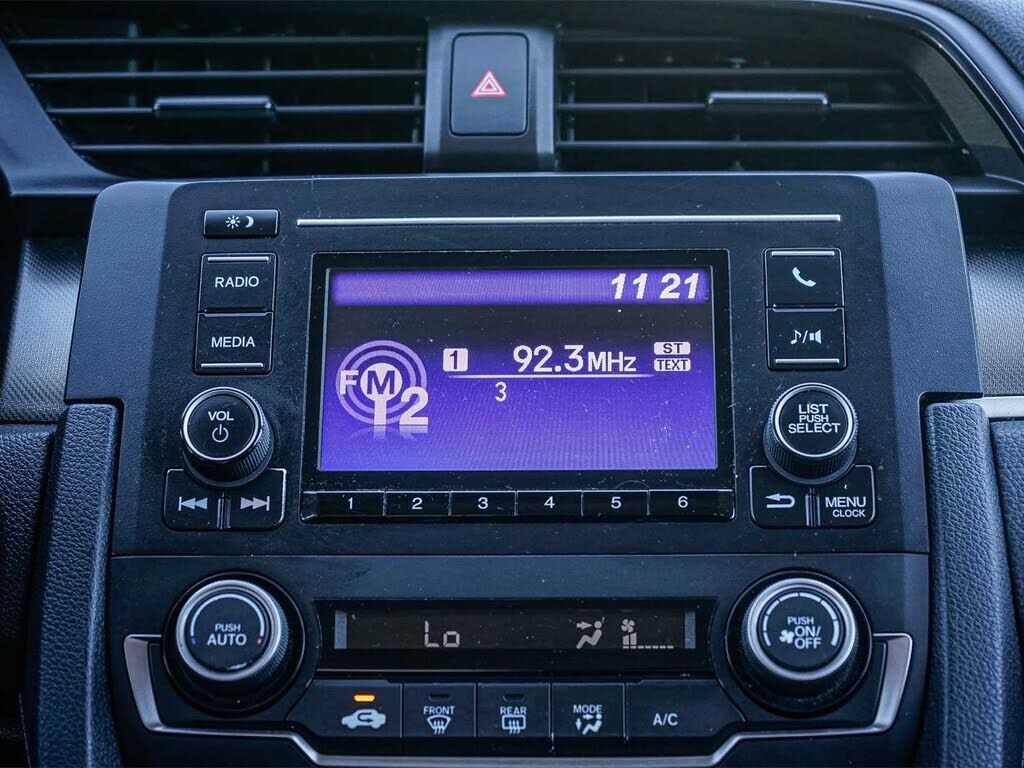 RADIO
MEDIA
VOL
11 21
1 92.3 MHz ST
TEXT
3
FM 2
LIST
PUSH
SELECT
1 2 3 4 5 6
MENU
CLOCK
PUSH
AUTO
Lo
PUSH
ON/
OFF
FRONT
REAR
MODE
A/C